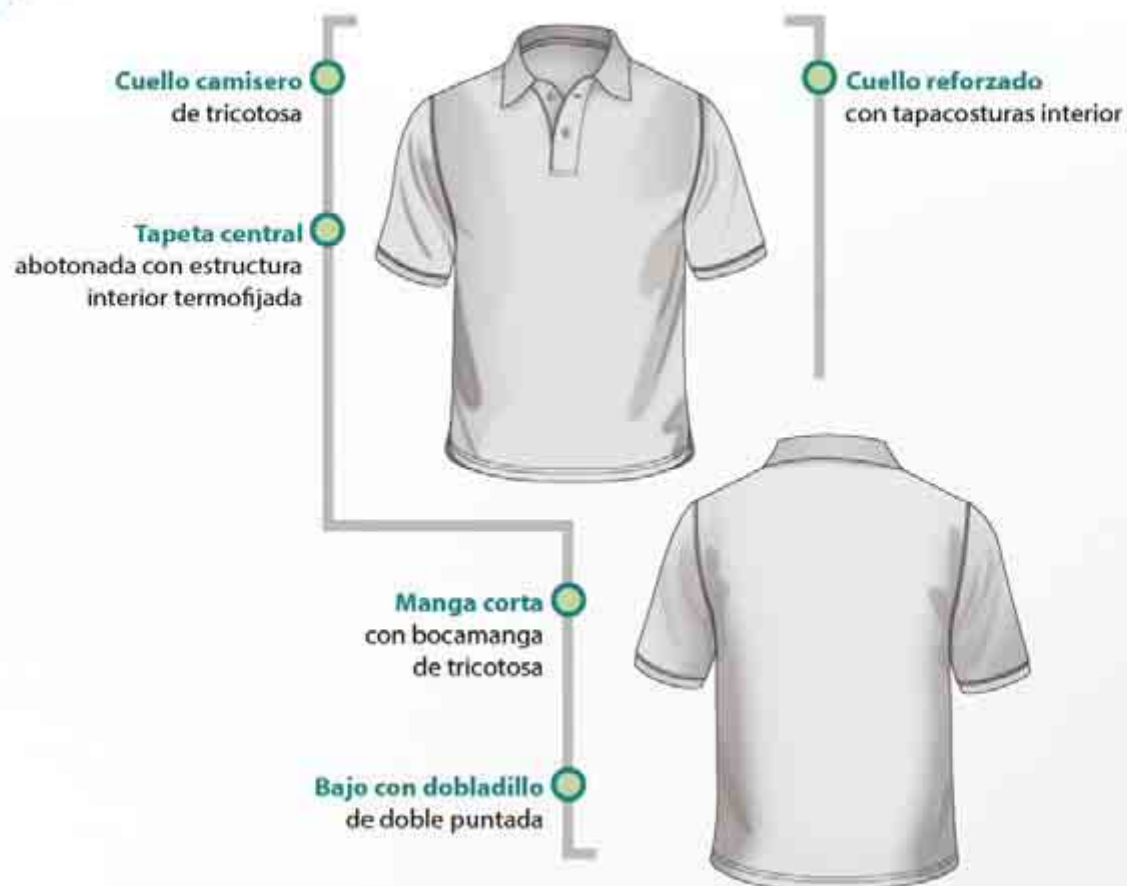 Cuello camisero
de tricotosa
Tapeta central
abotonada con estructura
interior termofijada
Cuello reforzado
con tapacosturas interior
Manga corta
con bocamanga
de tricotosa
Bajo con dobladillo
de doble puntada